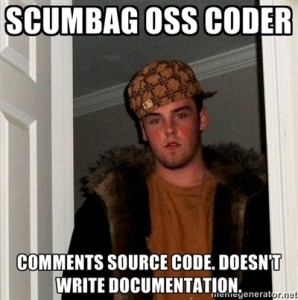 SCUMBAG OSS CODER
COMMENTS SOURCE CODE. DOESN'T
WRITE DOCUMENTATION.
memegenerator.net